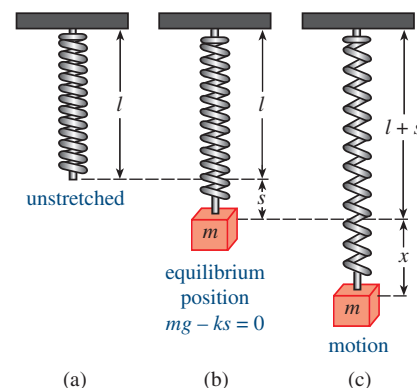 l
l
l + s
unstretched
s
m
x
equilibrium
position
mg – ks = 0
m
motion
(a)
(b)
(c)